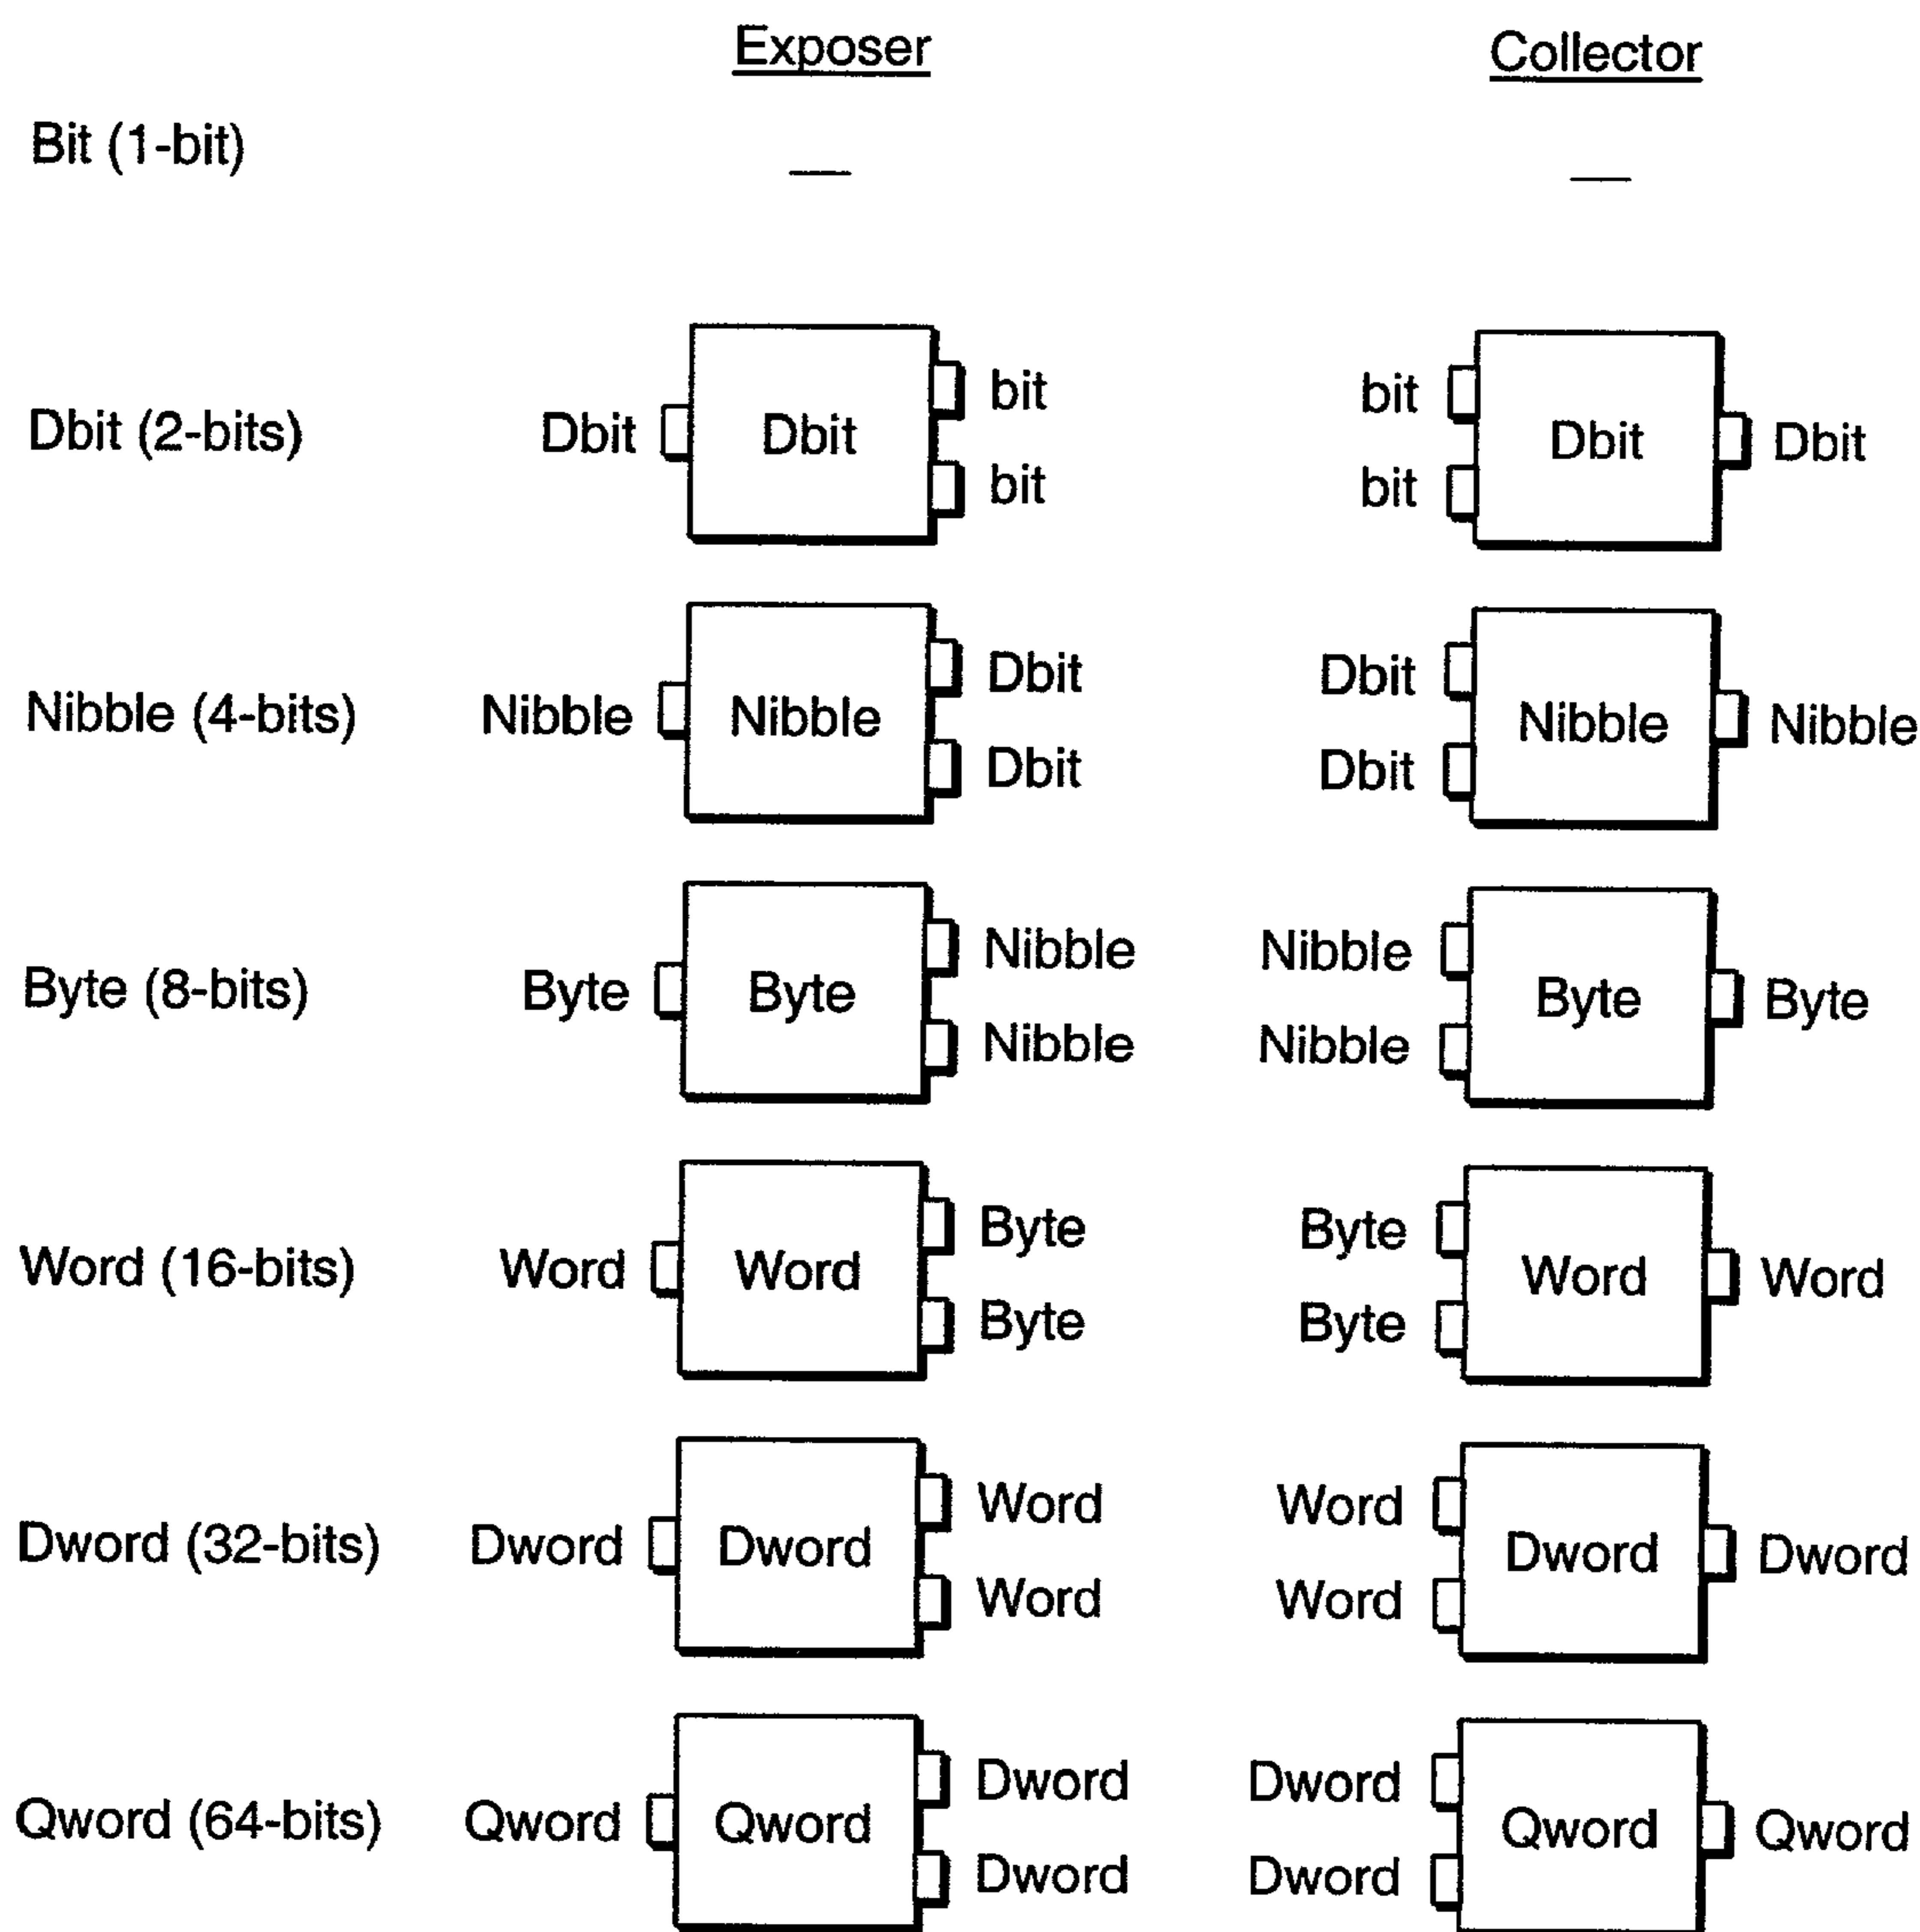 Exposer Collector
Bit (1-bit) — —
bit bit
Dbit (2-bits) Dbit Dbit Dbit Dbit
bit bit
Dbit Dbit
Nibble (4-bits) Nibble Nibble Nibble Nibble
Dbit Dbit
Nibble Nibble
Byte (8-bits) Byte Byte Byte Byte
Nibble Nibble
Byte Byte
Word (16-bits) Word Word Word Word
Byte Byte
Word Word
Dword (32-bits) Dword Dword Dword Dword
Word Word
Dword Dword
Qword (64-bits) Qword Qword Qword Qword
Dword Dword